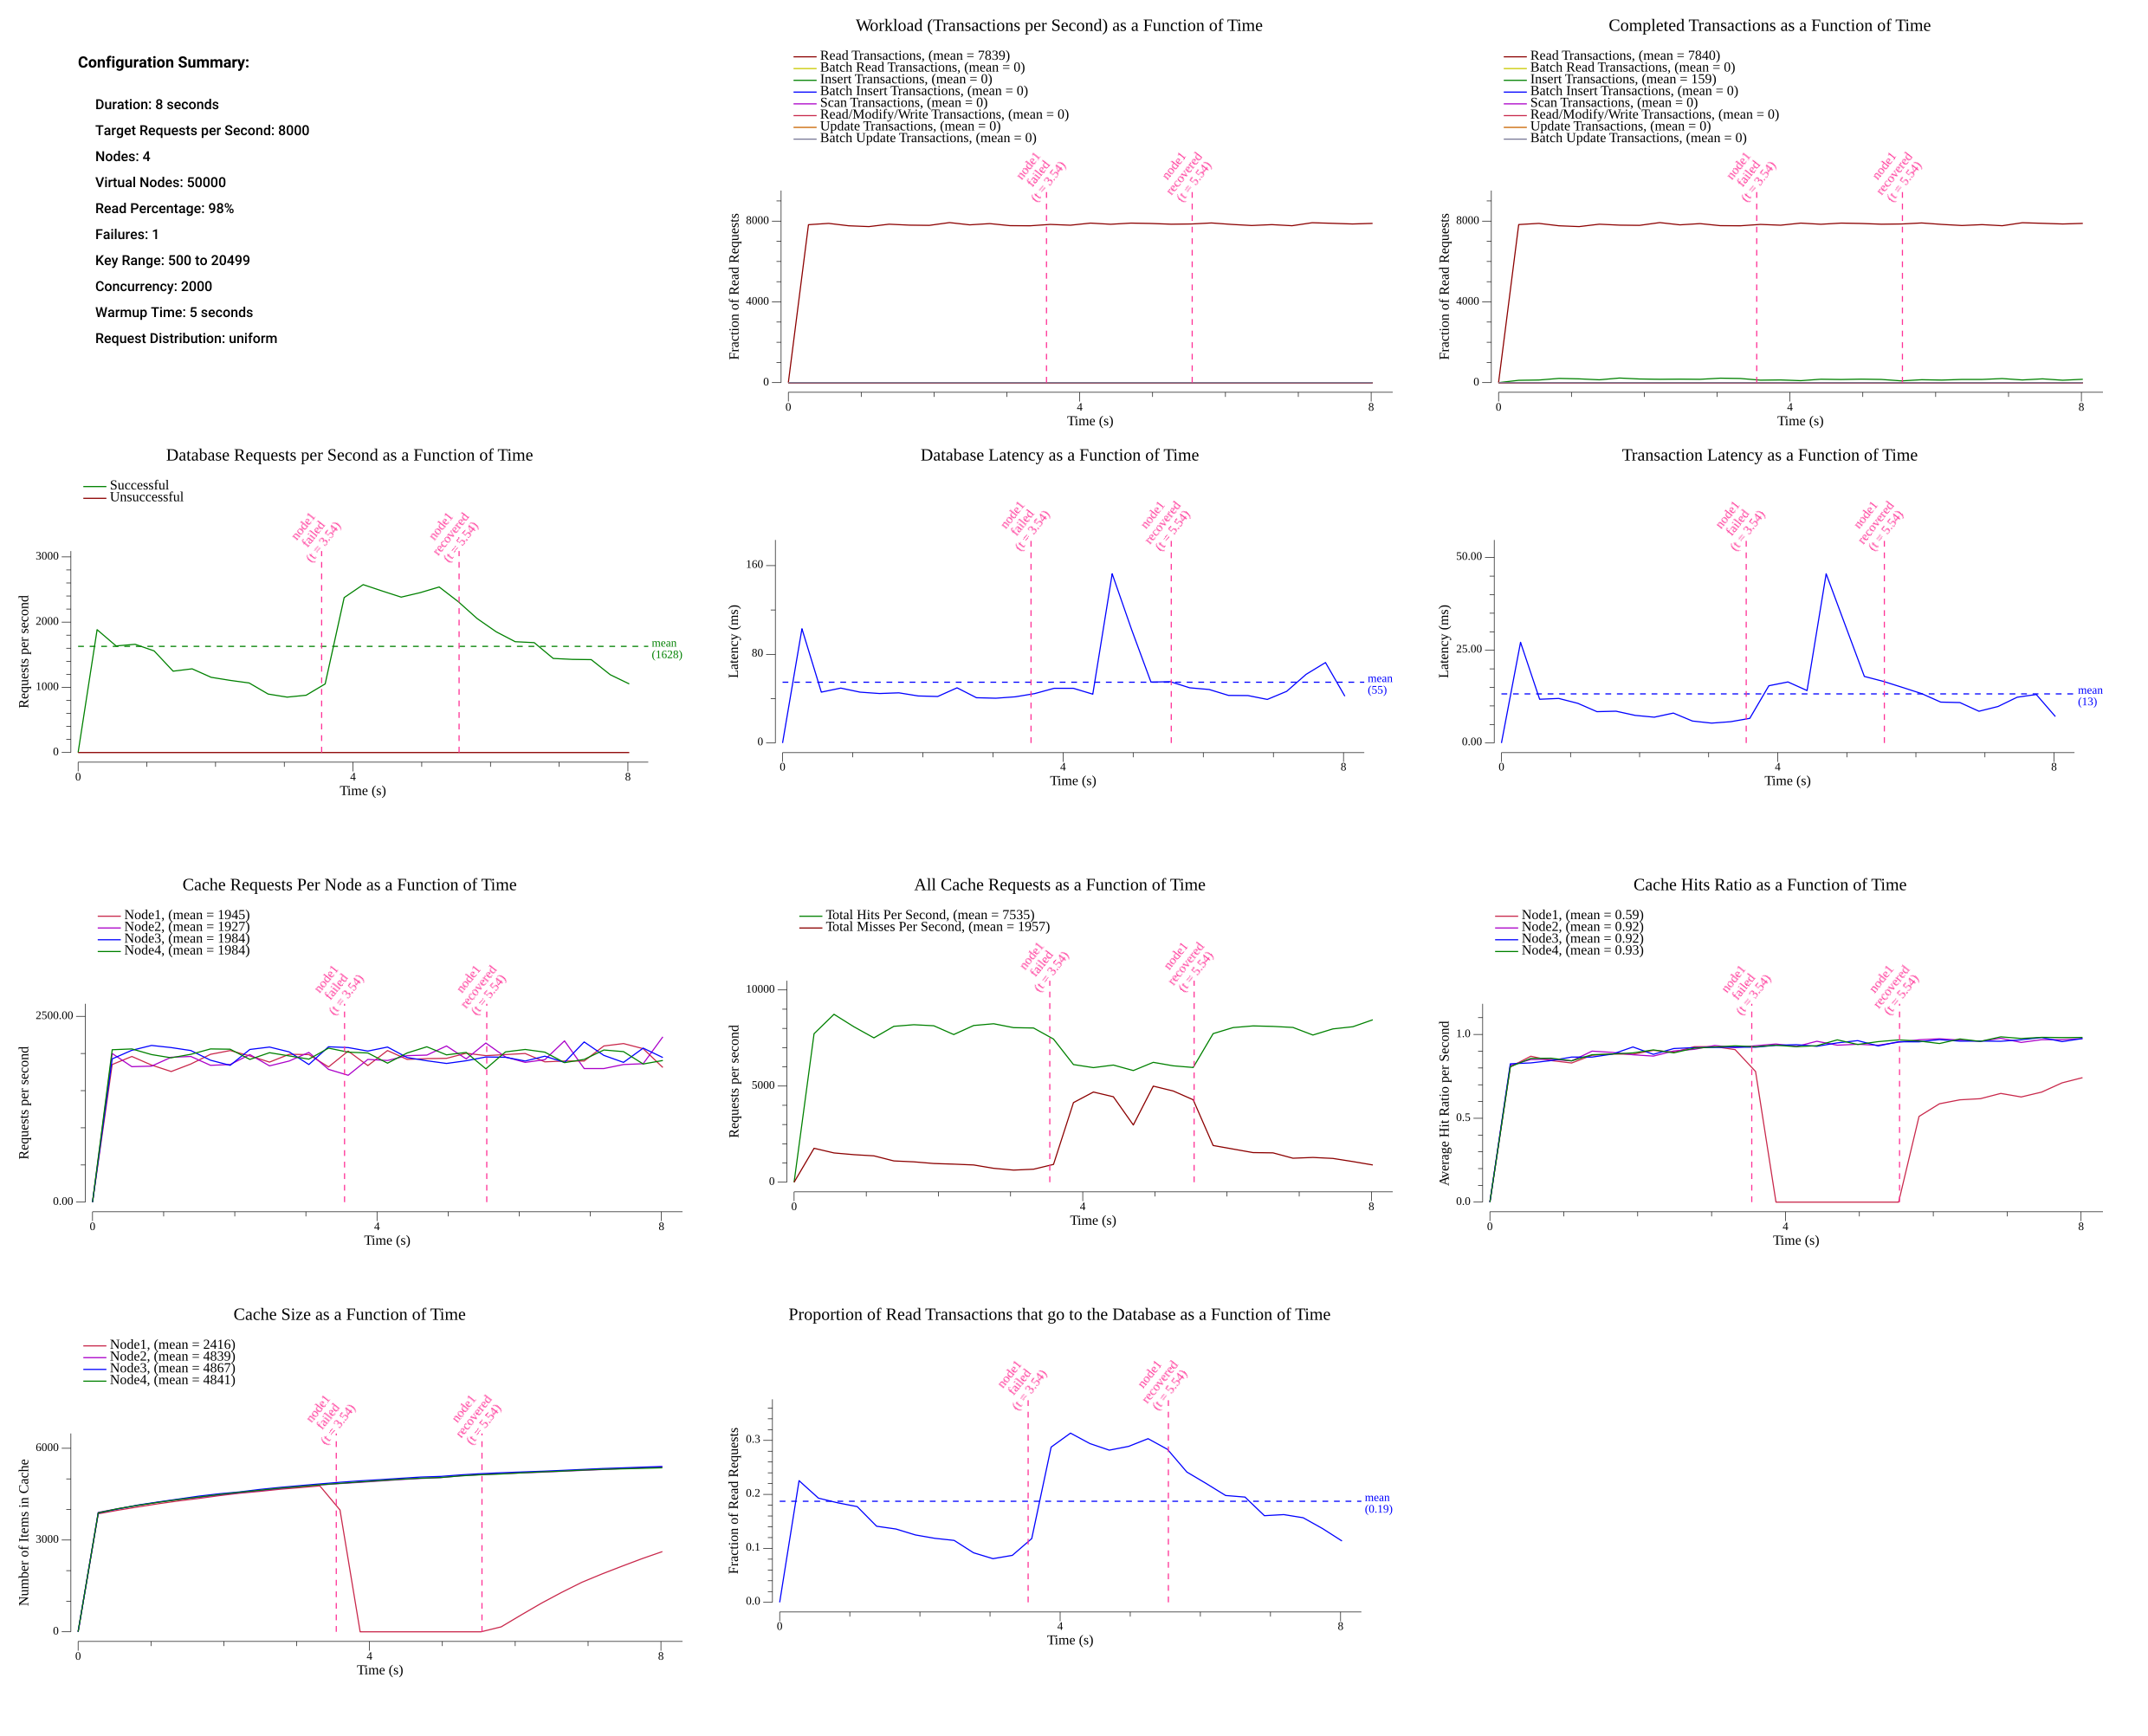 Configuration Summary:
Duration: 8 seconds
Target Requests per Second: 8000
Nodes: 4
Virtual Nodes: 50000
Read Percentage: 98%
Failures: 1
Key Range: 500 to 20499
Concurrency: 2000
Warmup Time: 5 seconds
Request Distribution: uniform
Workload (Transactions per Second) as a Function of Time
Read Transactions, (mean = 7839)
Batch Read Transactions, (mean = 0)
Insert Transactions, (mean = 0)
Batch Insert Transactions, (mean = 0)
Scan Transactions, (mean = 0)
Read/Modify/Write Transactions, (mean = 0)
Update Transactions, (mean = 0)
Batch Update Transactions, (mean = 0)
node1
failed
(t = 3.54)
node1
recovered
(t = 5.54)
Fraction of Read Requests
8000
4000
0
0 4 8
Time (s)
Completed Transactions as a Function of Time
Read Transactions, (mean = 7840)
Batch Read Transactions, (mean = 0)
Insert Transactions, (mean = 159)
Batch Insert Transactions, (mean = 0)
Scan Transactions, (mean = 0)
Read/Modify/Write Transactions, (mean = 0)
Update Transactions, (mean = 0)
Batch Update Transactions, (mean = 0)
node1
failed
(t = 3.54)
node1
recovered
(t = 5.54)
Fraction of Read Requests
8000
4000
0
0 4 8
Time (s)
Database Requests per Second as a Function of Time
Successful
Unsuccessful
node1
failed
(t = 3.54)
node1
recovered
(t = 5.54)
Requests per second
3000
2000
1000
0
mean
(1628)
0 4 8
Time (s)
Database Latency as a Function of Time
node1
failed
(t = 3.54)
node1
recovered
(t = 5.54)
Latency (ms)
160
80
0
mean
(55)
0 4 8
Time (s)
Transaction Latency as a Function of Time
node1
failed
(t = 3.54)
node1
recovered
(t = 5.54)
Latency (ms)
50.00
25.00
0.00
mean
(13)
0 4 8
Time (s)
Cache Requests Per Node as a Function of Time
Node1, (mean = 1945)
Node2, (mean = 1927)
Node3, (mean = 1984)
Node4, (mean = 1984)
node1
failed
(t = 3.54)
node1
recovered
(t = 5.54)
Requests per second
2500.00
0.00
0 4 8
Time (s)
All Cache Requests as a Function of Time
Total Hits Per Second, (mean = 7535)
Total Misses Per Second, (mean = 1957)
node1
failed
(t = 3.54)
node1
recovered
(t = 5.54)
Requests per second
10000
5000
0
0 4 8
Time (s)
Cache Hits Ratio as a Function of Time
Node1, (mean = 0.59)
Node2, (mean = 0.92)
Node3, (mean = 0.92)
Node4, (mean = 0.93)
node1
failed
(t = 3.54)
node1
recovered
(t = 5.54)
Average Hit Ratio per Second
1.0
0.5
0.0
0 4 8
Time (s)
Cache Size as a Function of Time
Node1, (mean = 2416)
Node2, (mean = 4839)
Node3, (mean = 4867)
Node4, (mean = 4841)
node1
failed
(t = 3.54)
node1
recovered
(t = 5.54)
Number of Items in Cache
6000
3000
0
0 4 8
Time (s)
Proportion of Read Transactions that go to the Database as a Function of Time
node1
failed
(t = 3.54)
node1
recovered
(t = 5.54)
Fraction of Read Requests
0.3
0.2
0.1
0.0
mean
(0.19)
0 4 8
Time (s)